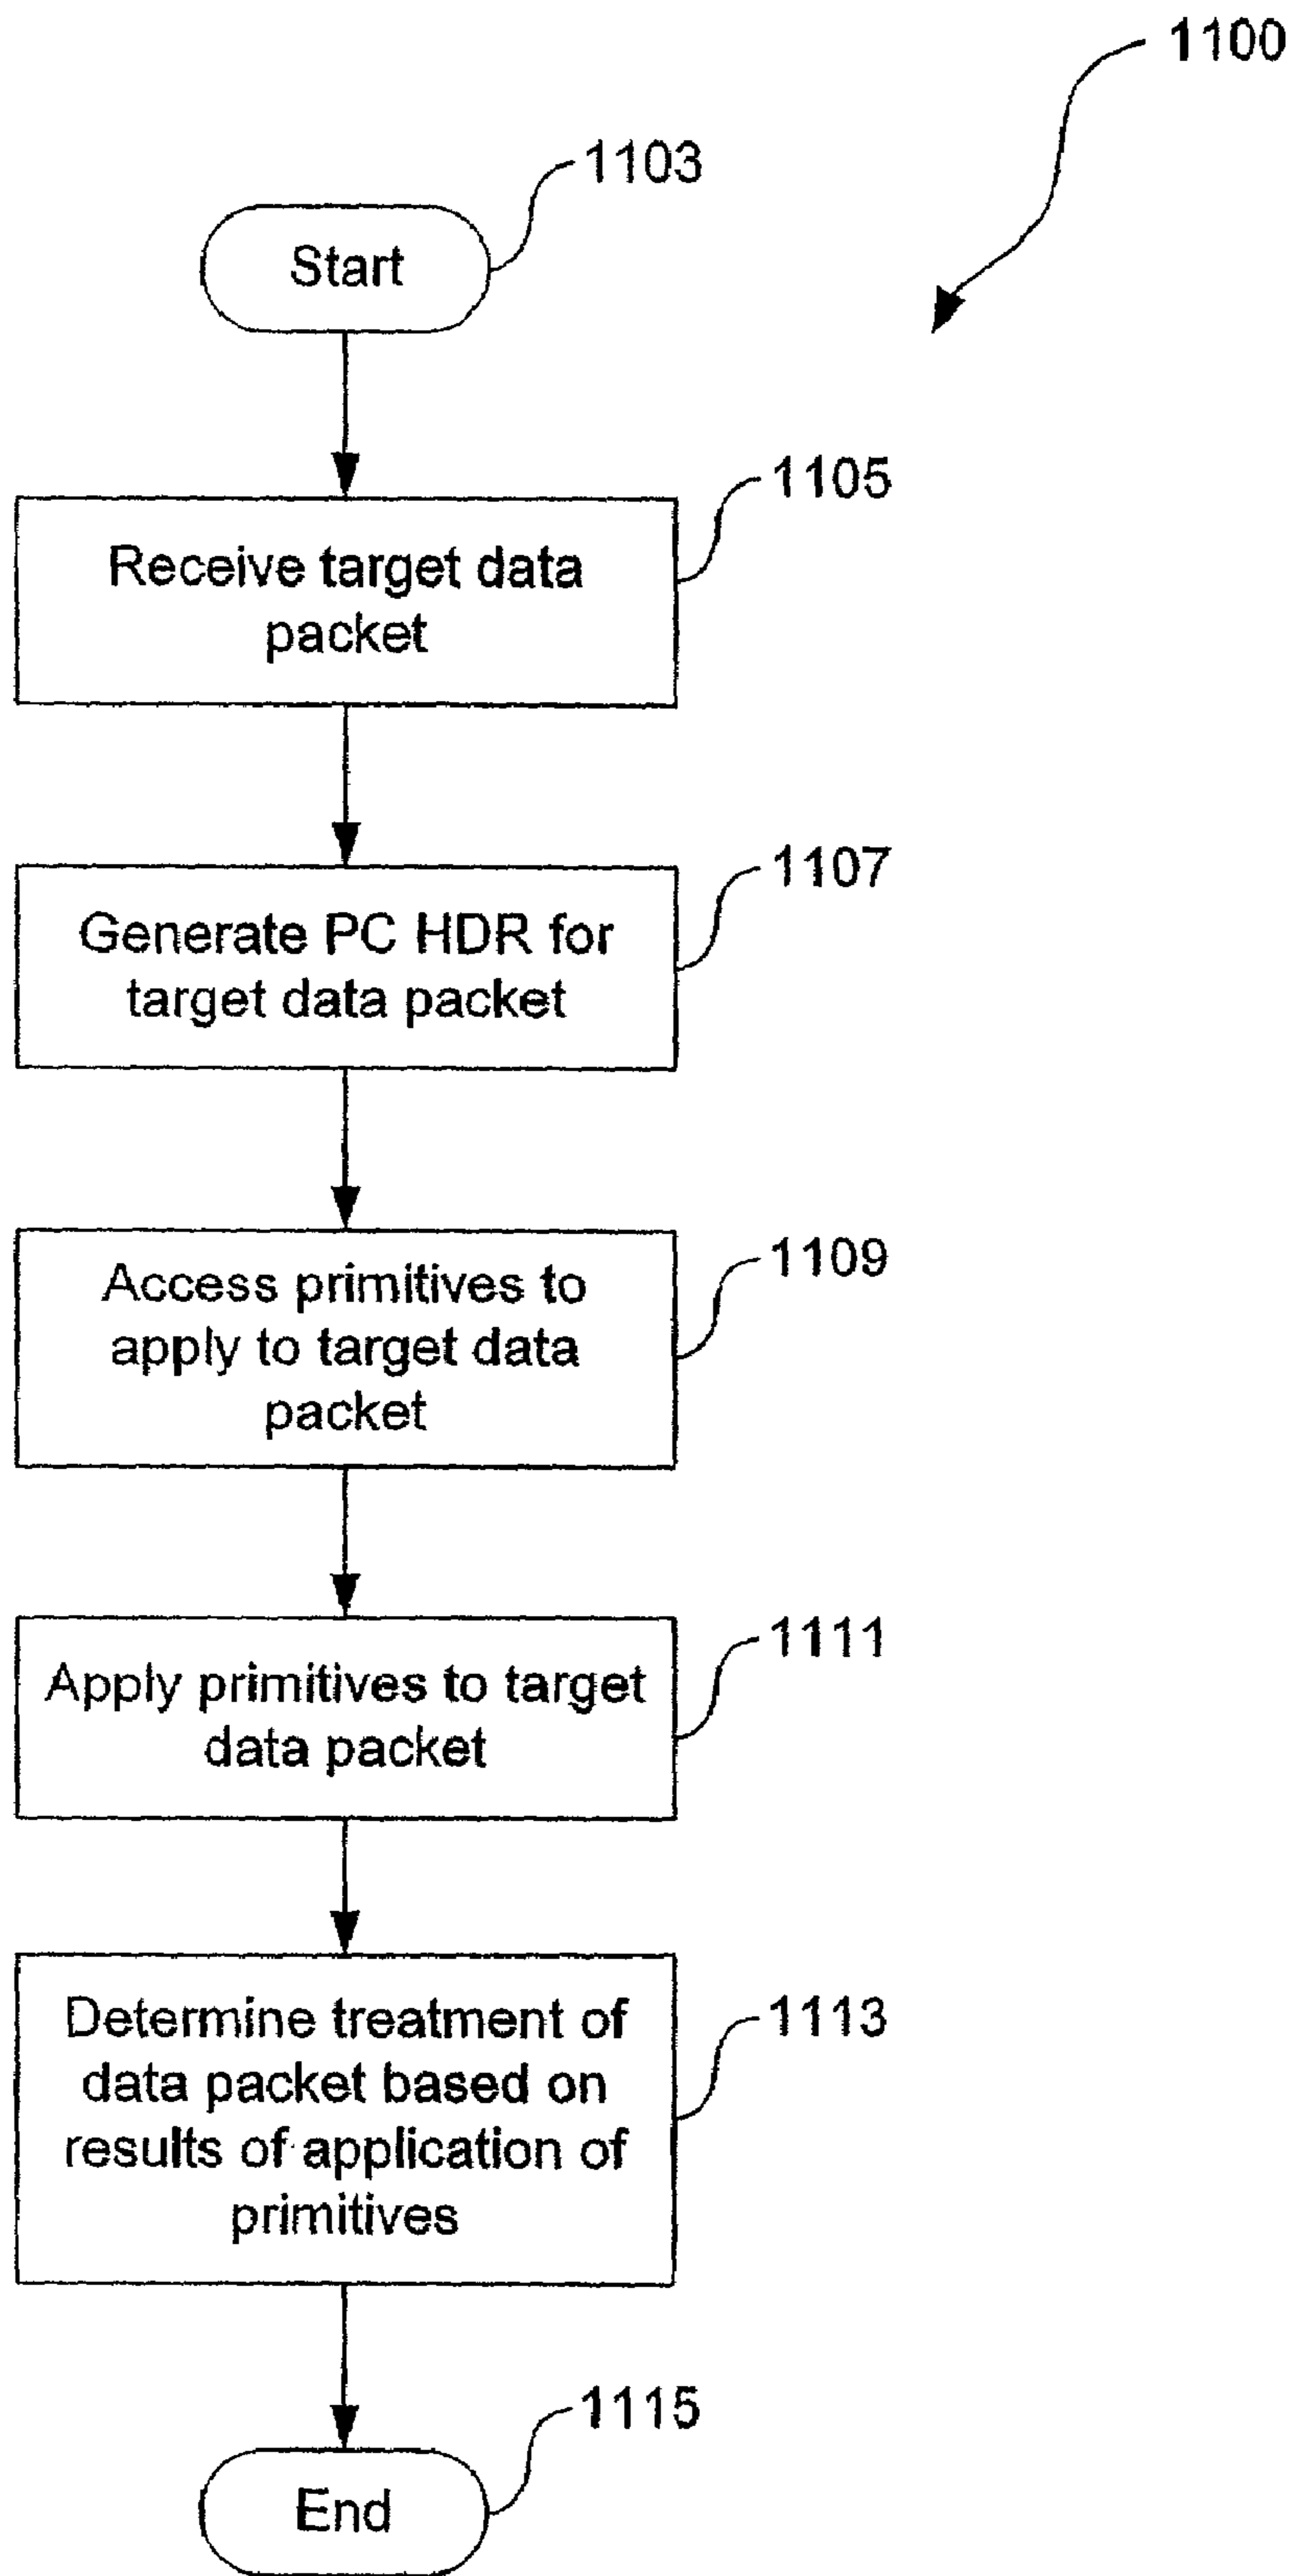 1100
1103
Start
1105
Receive target data
packet
1107
Generate PC HDR for
target data packet
1109
Access primitives to
apply to target data
packet
1111
Apply primitives to target
data packet
1113
Determine treatment of
data packet based on
results of application of
primitives
1115
End